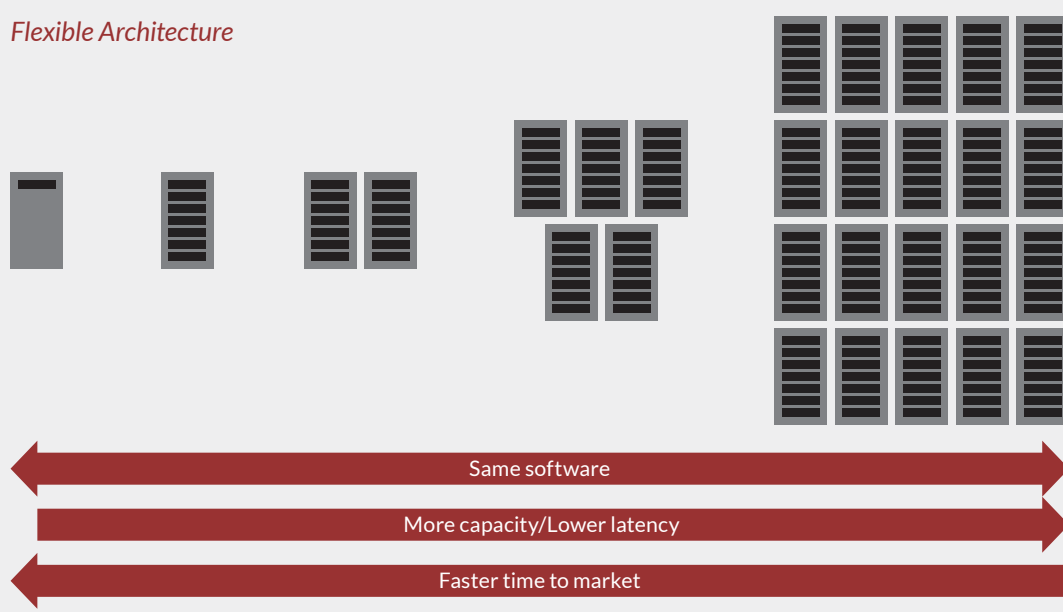 Flexible Architecture
Same software
More capacity/Lower latency
Faster time to market